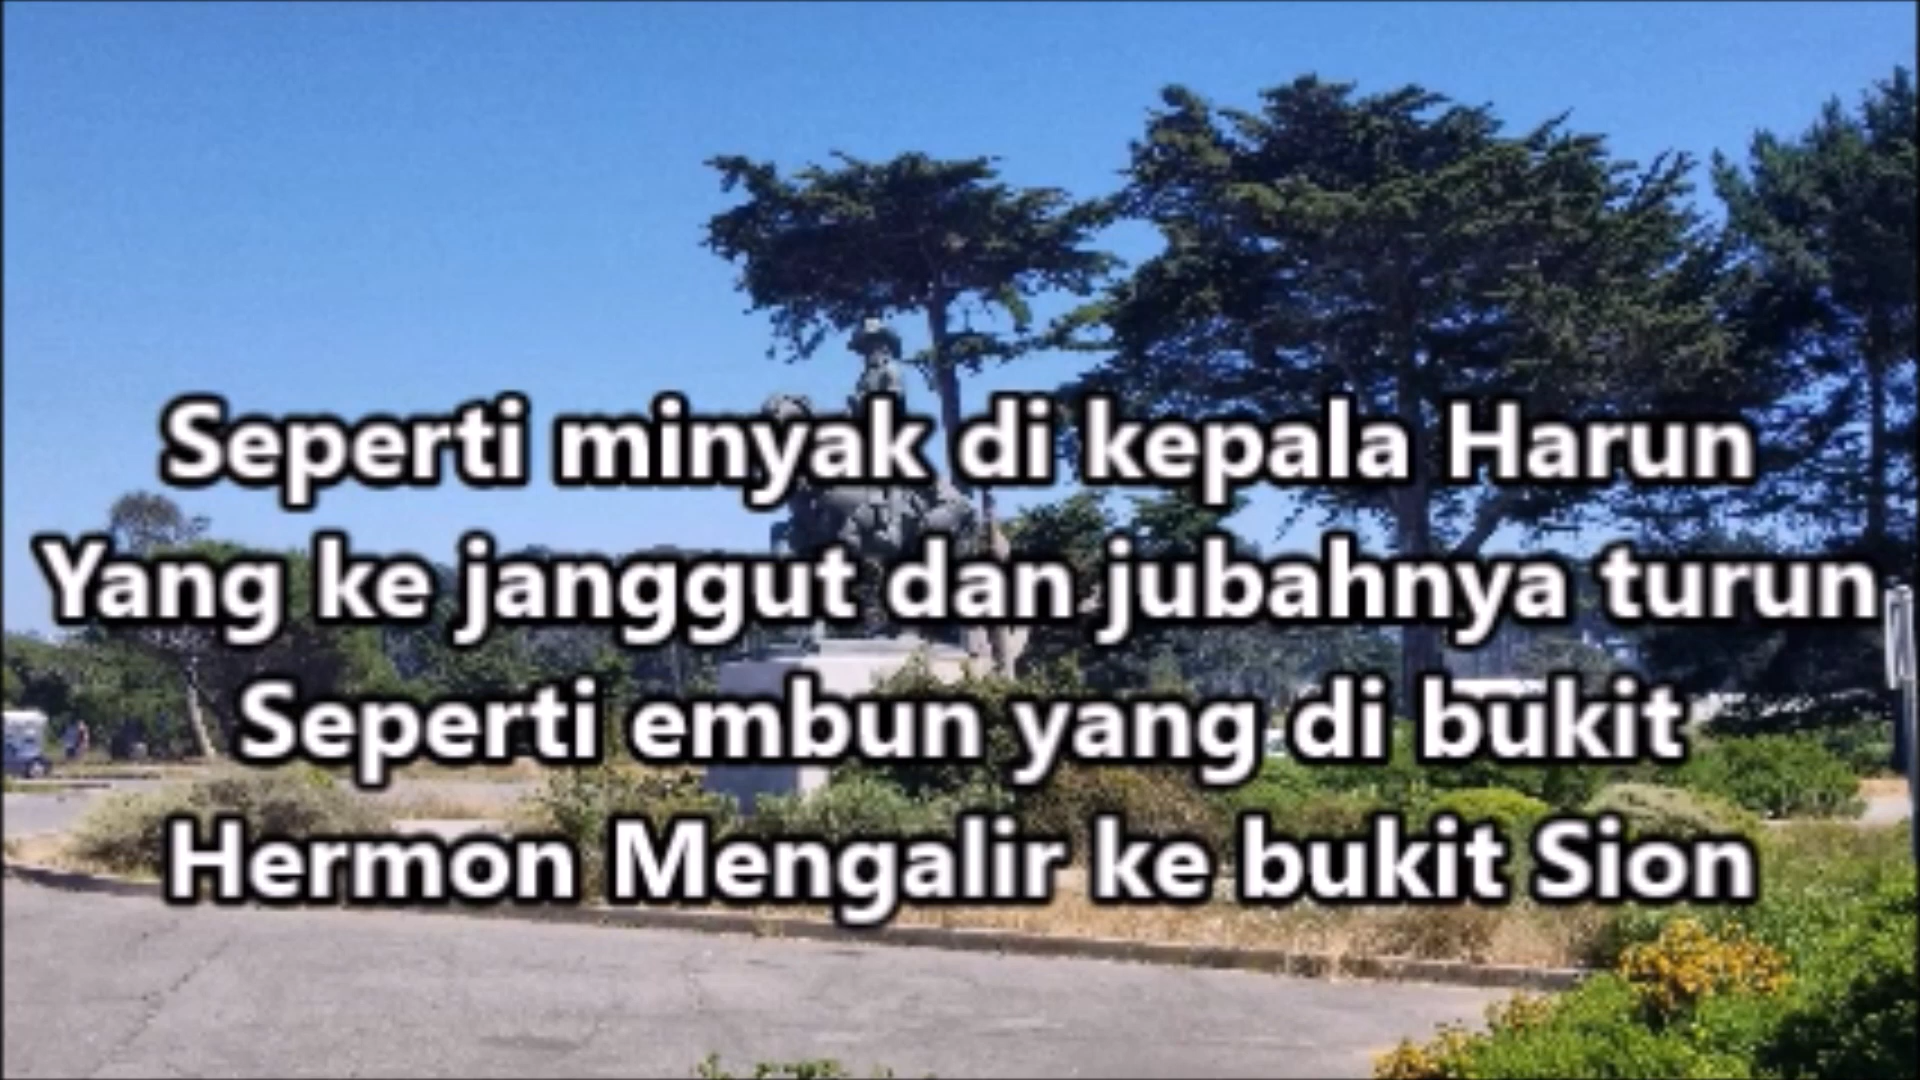 Seperti minyak di kepala Harun
Yang ke janggut dan jubahnya turun
Seperti embun yang di bukit
Hermon Mengalir ke bukit Sion